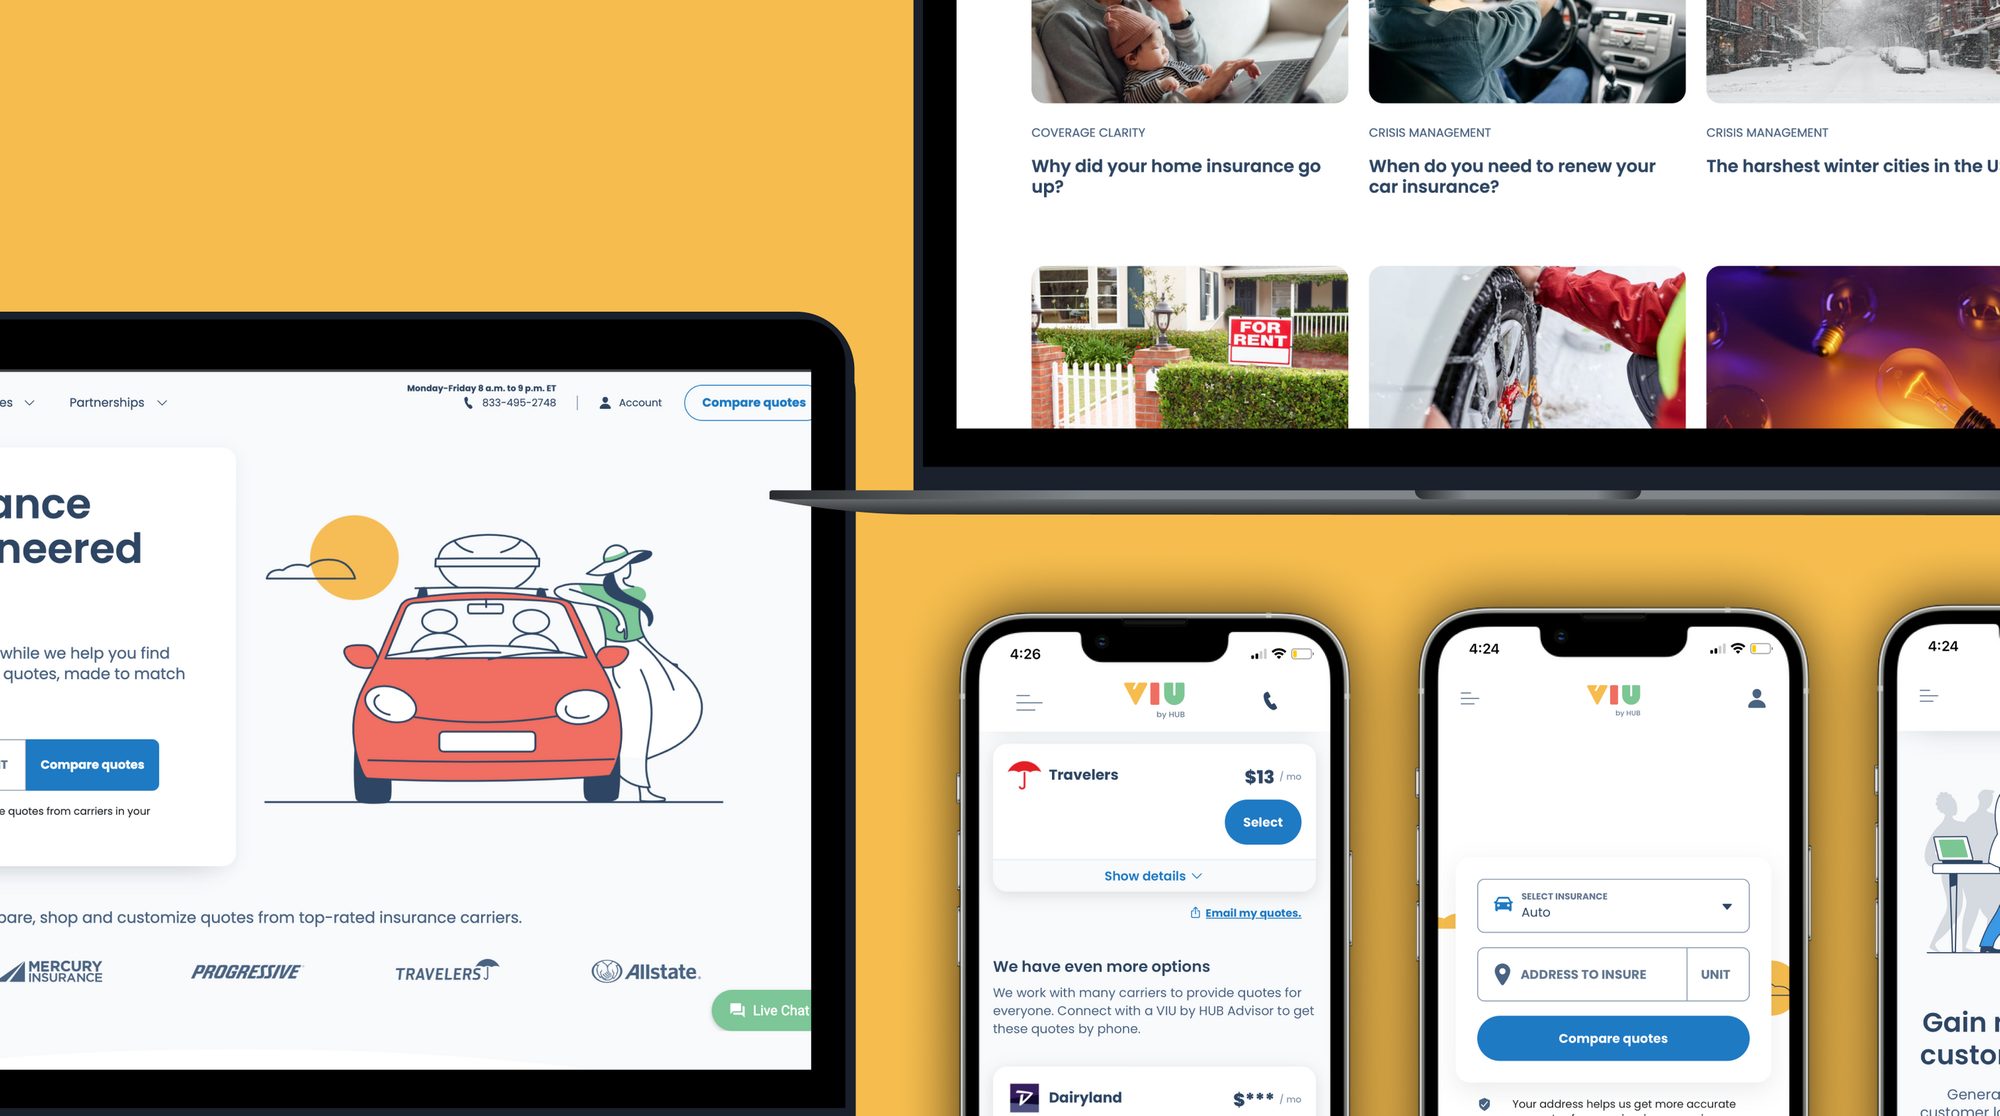 COVERAGE CLARITY
Why did your home insurance go
up?
CRISIS MANAGEMENT
When do you need to renew your
car insurance?
CRISIS MANAGEMENT
The harshest winter cities in the
FOR
RENT
Partnerships
Monday-Friday 8 a.m. to 9 p.m. ET
833-495-2748
Account
Compare quotes
while we help you find
quotes, made to match
Compare quotes
quotes from carriers in your
shop and customize quotes from top-rated insurance carriers.
MERCURY
INSURANCE
PROGRESSIVE
TRAVELERS
Allstate.
Live Chat
4:26
VIU
by HUB
Travelers
$13 / mo
Select
Show details
Email my quotes.
We have even more options
We work with many carriers to provide quotes for
everyone. Connect with a VIU by HUB Advisor to get
these quotes by phone.
Dairyland
$*** / mo
4:24
VIU
by HUB
SELECT INSURANCE
Auto
ADDRESS TO INSURE
UNIT
Compare quotes
Your address helps us get more accurate
4:24
Gain